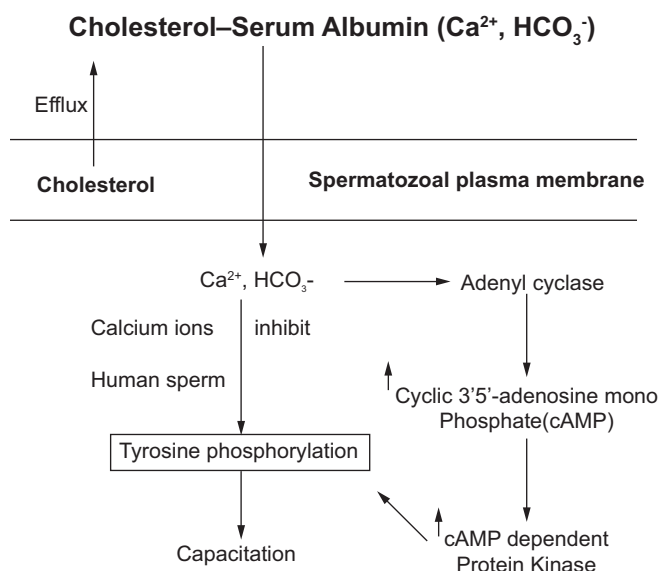 Cholesterol–Serum Albumin (Ca²⁺, HCO₃⁻)
Efflux
Cholesterol
Spermatozoal plasma membrane
Ca²⁺, HCO₃-
Adenyl cyclase
Calcium ions inhibit
Human sperm
Cyclic 3'5'-adenosine mono
Phosphate(cAMP)
Tyrosine phosphorylation
cAMP dependent
Protein Kinase
Capacitation